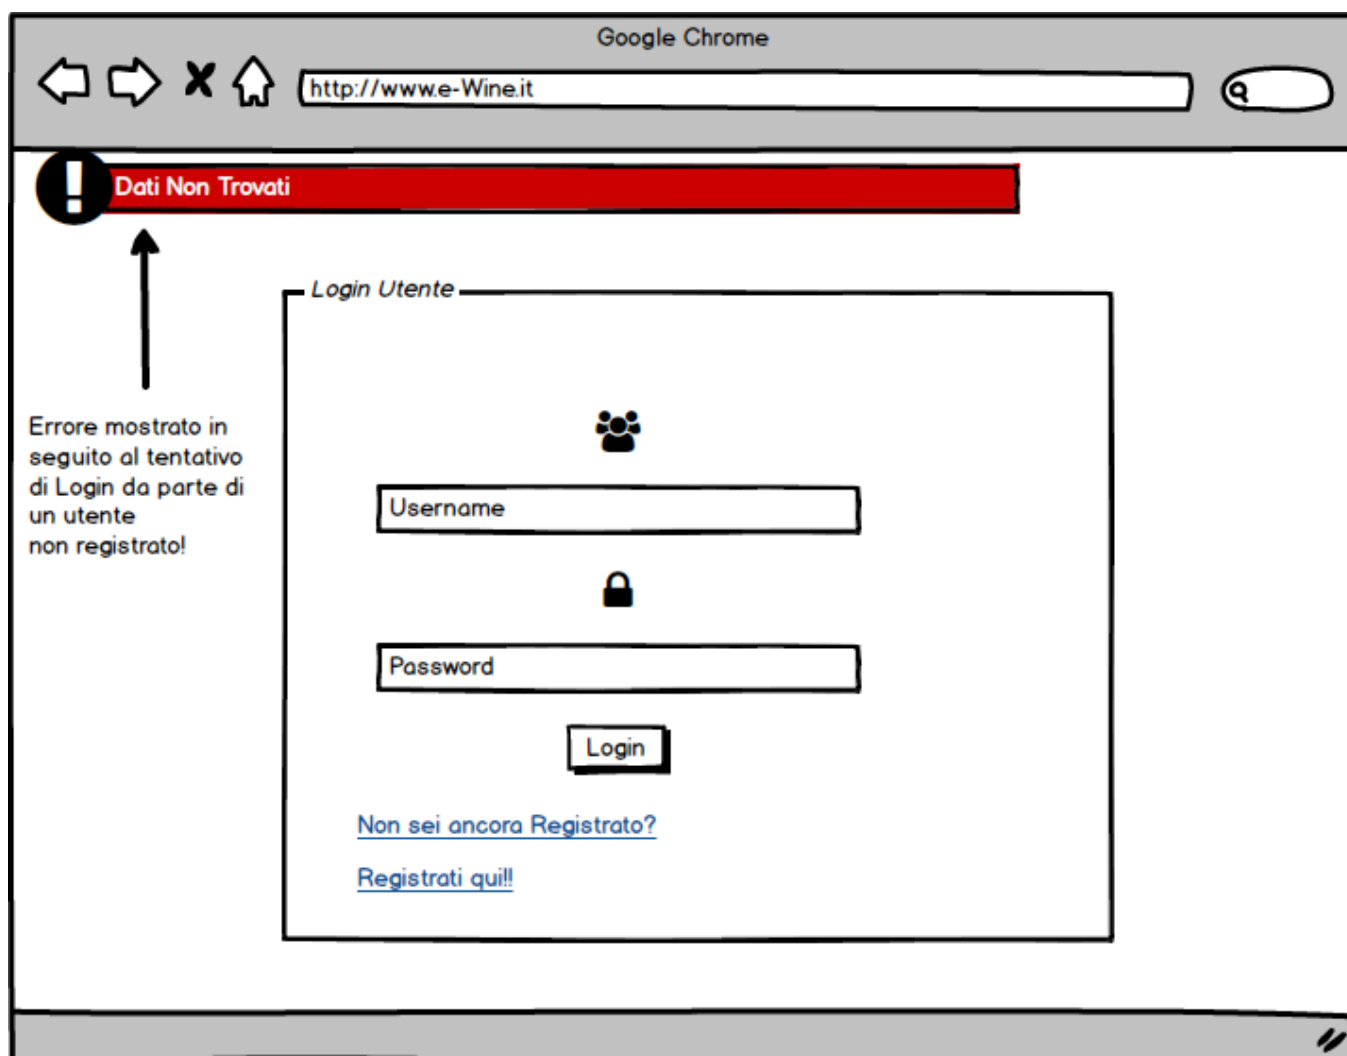 Google Chrome
http://www.e-Wine.it
Dati Non Trovati
Login Utente
Errore mostrato in
seguito al tentativo
di Login da parte di
un utente
non registrato!
Username
Password
Login
Non sei ancora Registrato?
Registrati qui!!